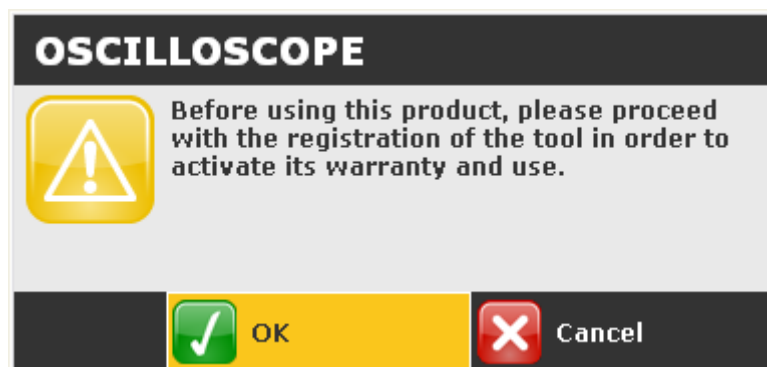 OSCILLOSCOPE
Before using this product, please proceed
with the registration of the tool in order to
activate its warranty and use.
OK
Cancel